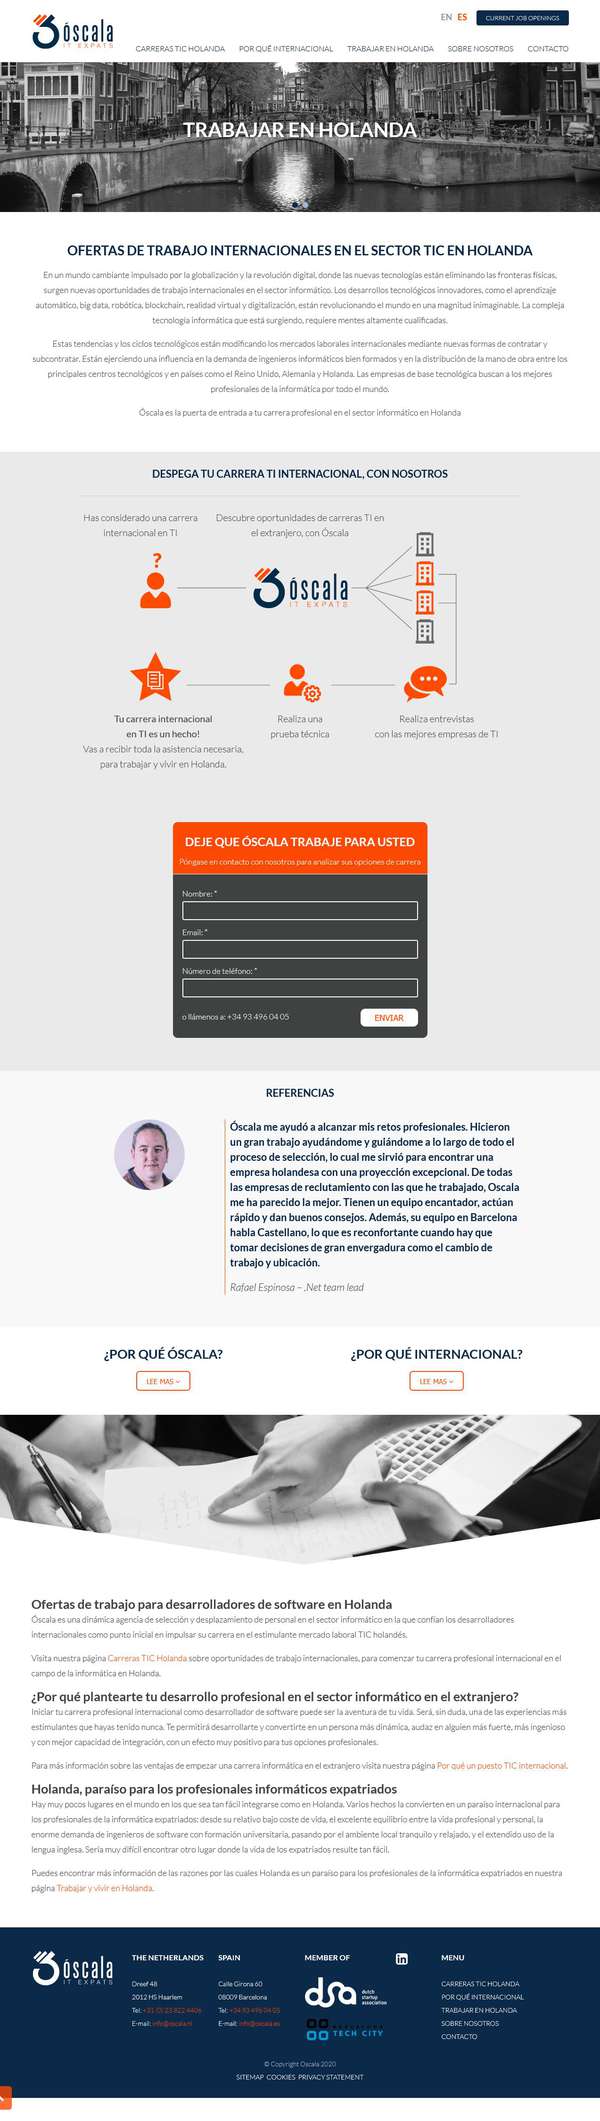 óscala
IT EXPATS
EN ES
CURRENT JOB OPENINGS
CARRERAS TIC HOLANDA
POR QUÉ INTERNACIONAL
TRABAJAR EN HOLANDA
SOBRE NOSOTROS
CONTACTO
TRABAJAR EN HOLANDA
OFERTAS DE TRABAJO INTERNACIONALES EN EL SECTOR TIC EN HOLANDA
En un mundo cambiante impulsado por la globalización y la revolución digital, donde las nuevas tecnologías están eliminando las fronteras físicas,
surgen nuevas oportunidades de trabajo internacionales en el sector informático. Los desarrollos tecnológicos innovadores, como el aprendizaje
automático, big data, robótica, blockchain, realidad virtual y digitalización, están revolucionando el mundo en una magnitud inimaginable. La compleja
tecnología informática que está surgiendo, requiere mentes altamente cualificadas.
Estas tendencias y los ciclos tecnológicos están modificando los mercados laborales internacionales mediante nuevas formas de contratar y
subcontratar. Están ejerciendo una influencia en la demanda de ingenieros informáticos bien formados y en la distribución de la mano de obra entre los
principales centros tecnológicos y en países como el Reino Unido, Alemania y Holanda. Las empresas de base tecnológica buscan a los mejores
profesionales de la informática por todo el mundo.
Óscala es la puerta de entrada a tu carrera profesional en el sector informático en Holanda
DESPEGA TU CARRERA TI INTERNACIONAL, CON NOSOTROS
Has considerado una carrera
internacional en TI
Descubre oportunidades de carreras TI en
el extranjero, con Óscala
?
óscala
IT EXPATS
Tu carrera internacional
en TI es un hecho!
Vas a recibir toda la asistencia necesaria,
para trabajar y vivir en Holanda.
Realiza una
prueba técnica
Realiza entrevistas
con las mejores empresas de TI
DEJE QUE ÓSCALA TRABAJE PARA USTED
Póngase en contacto con nosotros para analizar sus opciones de carrera
Nombre: *
Email: *
Número de teléfono: *
o llámenos a: +34 93 496 04 05
ENVIAR
REFERENCIAS
Óscala me ayudó a alcanzar mis retos profesionales. Hicieron
un gran trabajo ayudándome y guiándome a lo largo de todo el
proceso de selección, lo cual me sirvió para encontrar una
empresa holandesa con una proyección excepcional. De todas
las empresas de reclutamiento con las que he trabajado, Oscala
me ha parecido la mejor. Tienen un equipo encantador, actúan
rápido y dan buenos consejos. Además, su equipo en Barcelona
habla Castellano, lo que es reconfortante cuando hay que
tomar decisiones de gran envergadura como el cambio de
trabajo y ubicación.
Rafael Espinosa – .Net team lead
¿POR QUÉ ÓSCALA?
LEE MAS
¿POR QUÉ INTERNACIONAL?
LEE MAS
Ofertas de trabajo para desarrolladores de software en Holanda
Óscala es una dinámica agencia de selección y desplazamiento de personal en el sector informático en la que confían los desarrolladores
internacionales como punto inicial en impulsar su carrera en el estimulante mercado laboral TIC holandés.
Visita nuestra página Carreras TIC Holanda sobre oportunidades de trabajo internacionales, para comenzar tu carrera profesional internacional en el
campo de la informática en Holanda.
¿Por qué plantearte tu desarrollo profesional en el sector informático en el extranjero?
Iniciar tu carrera profesional internacional como desarrollador de software puede ser la aventura de tu vida. Será, sin duda, una de las experiencias más
estimulantes que hayas tenido nunca. Te permitirá desarrollarte y convertirte en un persona más dinámica, audaz en alguien más fuerte, más ingenioso
y con mejor capacidad de integración, con un efecto muy positivo para tus opciones profesionales.
Para más información sobre las ventajas de empezar una carrera informática en el extranjero visita nuestra página Por qué un puesto TIC internacional.
Holanda, paraíso para los profesionales informáticos expatriados
Hay muy pocos lugares en el mundo en los que sea tan fácil integrarse como en Holanda. Varios hechos la convierten en un paraíso internacional para
los profesionales de la informática expatriados: desde su relativo bajo coste de vida, el excelente equilibrio entre la vida profesional y personal, la
enorme demanda de ingenieros de software con formación universitaria, pasando por el ambiente local tranquilo y relajado, y el extendido uso de la
lengua inglesa. Sería muy difícil encontrar otro lugar donde la vida de los expatriados resulte tan fácil.
Puedes encontrar más información de las razones por las cuales Holanda es un paraíso para los profesionales de la informática expatriados en nuestra
página Trabajar y vivir en Holanda.
óscala
IT EXPATS
THE NETHERLANDS
Dreef 48
2012 HS Haarlem
Tel: +31 (0) 23 822 4406
E-mail: info@oscala.nl
SPAIN
Calle Girona 60
08009 Barcelona
Tel: +34 93 496 04 05
E-mail: info@oscala.es
MEMBER OF
dsa dutch startup association
BARCELONA
TECH CITY
in
MENU
CARRERAS TIC HOLANDA
POR QUÉ INTERNACIONAL
TRABAJAR EN HOLANDA
SOBRE NOSOTROS
CONTACTO
© Copyright Oscala 2020
SITEMAP COOKIES PRIVACY STATEMENT